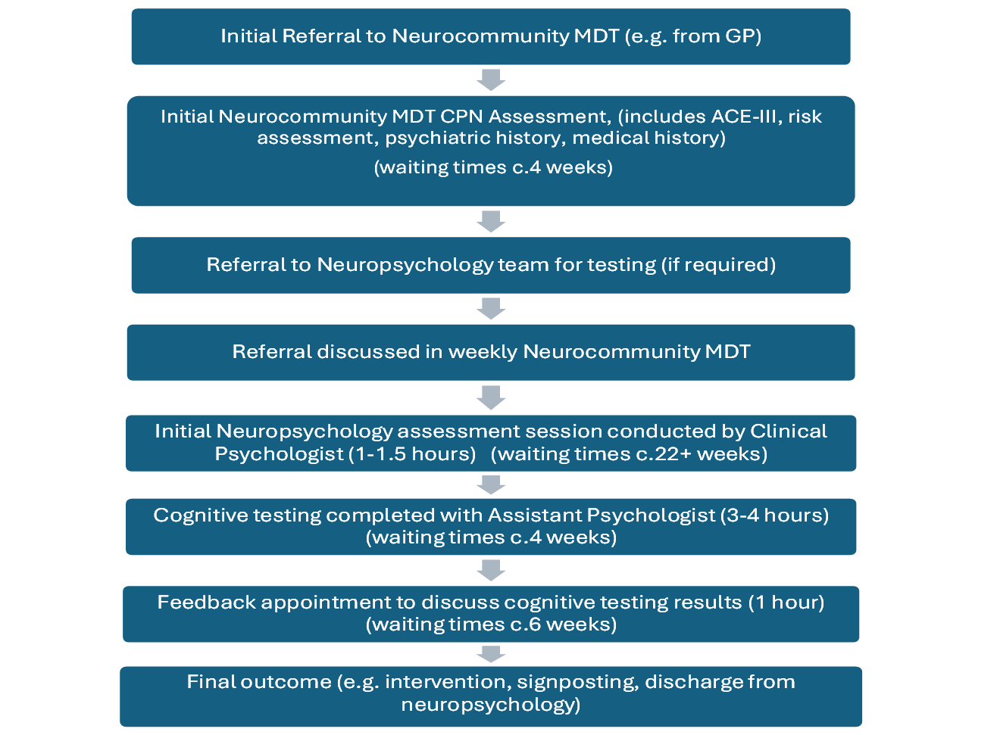 Initial Referral to Neurocommunity MDT (e.g. from GP)
Initial Neurocommunity MDT CPN Assessment, (includes ACE-III, risk
assessment, psychiatric history, medical history)
(waiting times c.4 weeks)
Referral to Neuropsychology team for testing (if required)
Referral discussed in weekly Neurocommunity MDT
Initial Neuropsychology assessment session conducted by Clinical
Psychologist (1-1.5 hours) (waiting times c.22+ weeks)
Cognitive testing completed with Assistant Psychologist (3-4 hours)
(waiting times c.4 weeks)
Feedback appointment to discuss cognitive testing results (1 hour)
(waiting times c.6 weeks)
Final outcome (e.g. intervention, signposting, discharge from
neuropsychology)